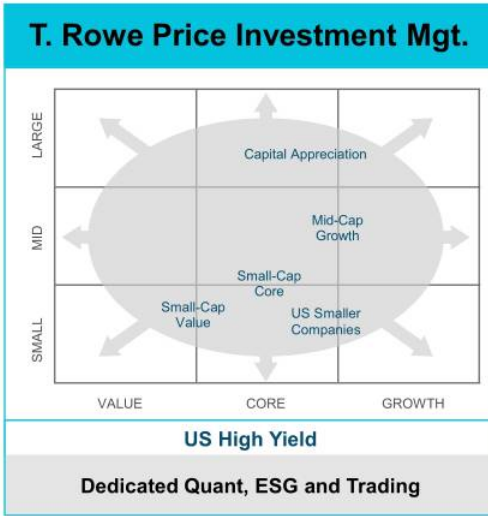 T. Rowe Price Investment Mgt.
LARGE
Capital Appreciation
MID
Mid-Cap
Growth
Small-Cap
Core
SMALL
Small-Cap
Value
US Smaller
Companies
VALUE
CORE
GROWTH
US High Yield
Dedicated Quant, ESG and Trading